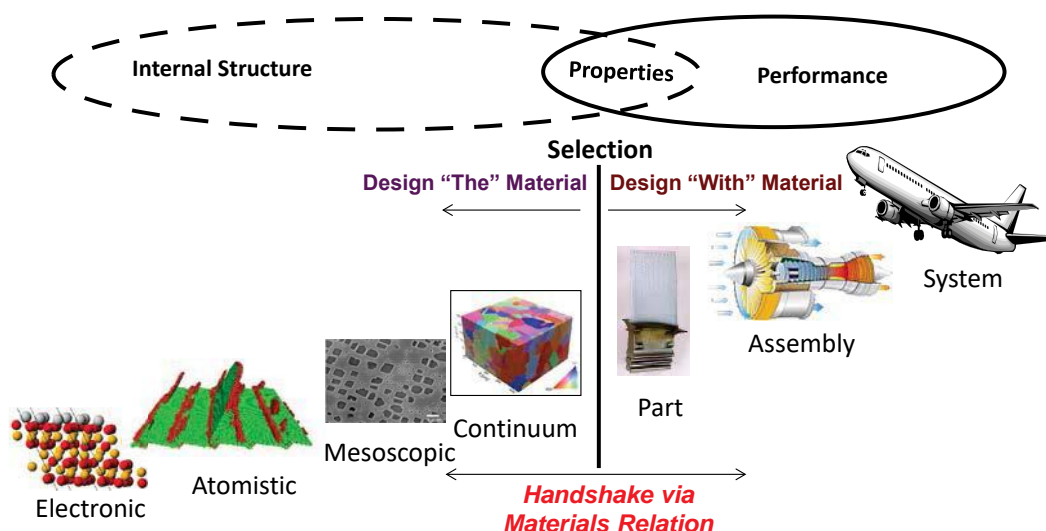 Internal Structure
Properties
Performance
Selection
Design “The” Material
Design “With” Material
System
Assembly
Part
Continuum
Mesoscopic
Atomistic
Electronic
Handshake via
Materials Relation